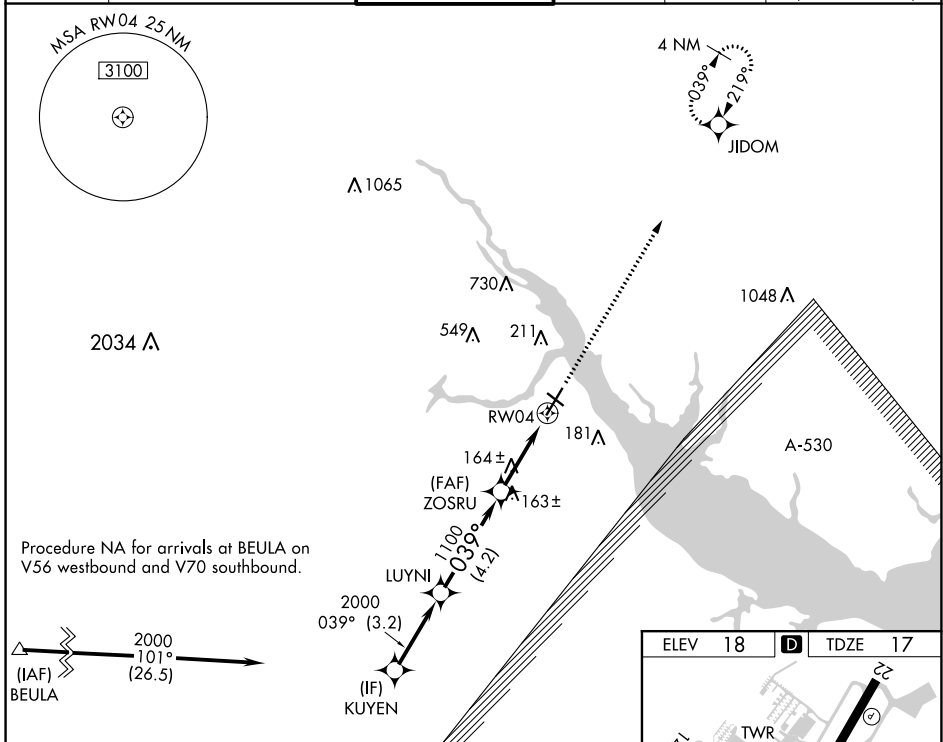 MSA RW04 25 NM
3100
4 NM
039°
219°
JIDOM
1065
730
1048
549
211
2034
RW04
181
A-530
164±
(FAF)
ZOSRU
163±
Procedure NA for arrivals at BEULA on
V56 westbound and V70 southbound.
1100
039°
(4.2)
LUYNI
2000
039° (3.2)
2000
101°
(26.5)
(IAF)
BEULA
(IF)
KUYEN
ELEV 18 D TDZE 17
22
P
TWR